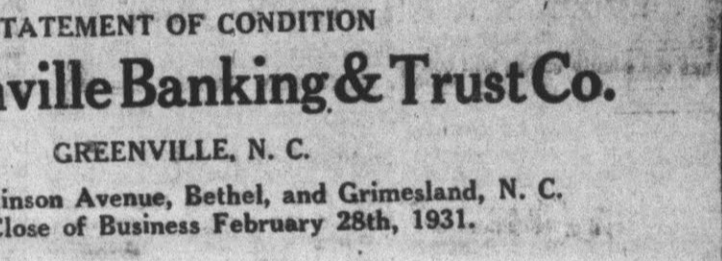 TATEMENT OF CONDITION
ville Banking & Trust Co.
GREENVILLE, N. C.
inson Avenue, Bethel, and Grimesland, N. C.
Close of Business February 28th, 1931.